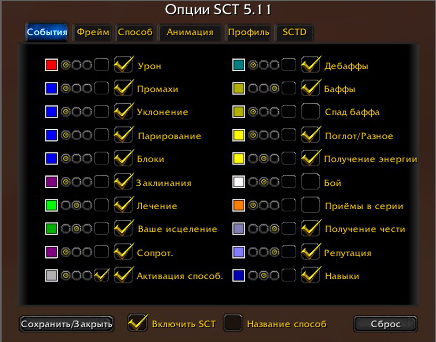 Опции SCT 5.11
События Фрейм Способ Анимация Профиль SCTD
Урон Дебаффы
Промахи Баффы
Уклонение Спад баффа
Парирование Поглот/Разное
Блоки Получение энергии
Заклинания Бой
Лечение Приёмы в серии
Ваше исцеление Получение чести
Сопрот. Репутация
Активация способ. Навыки
Сохранить/Закрыть Включить SCT Название способ Сброс